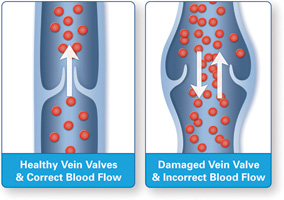 Healthy Vein Valves
& Correct Blood Flow
Damaged Vein Valve
& Incorrect Blood Flow